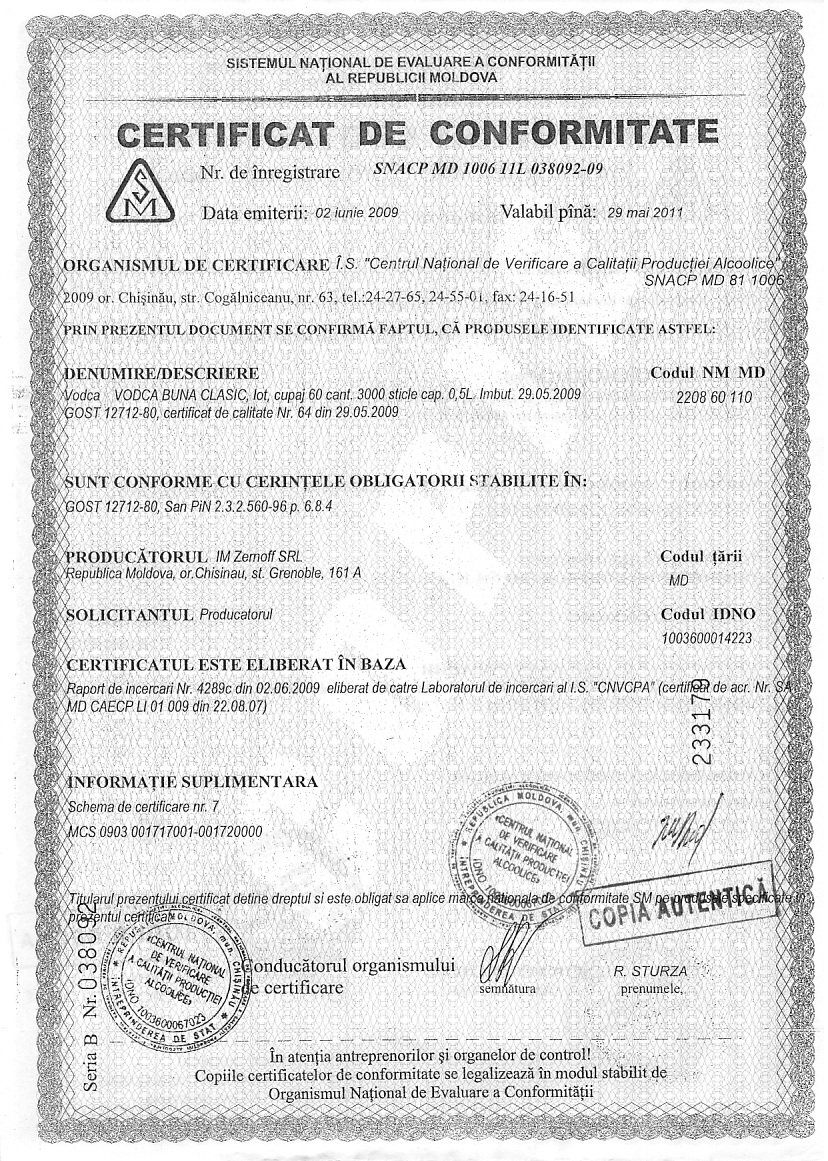 SISTEMUL NAȚIONAL DE EVALUARE A CONFORMITĂȚII
AL REPUBLICII MOLDOVA
CERTIFICAT DE CONFORMITATE
Nr. de înregistrare SNACP MD 1006 11L 038092-09
SM
Data emiterii: 02 iunie 2009 Valabil pînă: 29 mai 2011
ORGANISMUL DE CERTIFICARE Î.S. "Centrul Național de Verificare a Calitații Producției Alcoolice",
SNACP MD 81 1006
2009 or. Chișinău, str. Cogălniceanu, nr. 63, tel.:24-27-65, 24-55-01, fax: 24-16-51
PRIN PREZENTUL DOCUMENT SE CONFIRMĂ FAPTUL, CĂ PRODUSELE IDENTIFICATE ASTFEL:
DENUMIRE/DESCRIERE Codul NM MD
Vodca VODCA BUNA CLASIC, lot, cupaj 60 cant. 3000 sticle cap. 0,5L. Imbut. 29.05.2009 2208 60 110
GOST 12712-80, certificat de calitate Nr. 64 din 29.05.2009
SUNT CONFORME CU CERINȚELE OBLIGATORII STABILITE ÎN:
GOST 12712-80, San PiN 2.3.2.560-96 p. 6.8.4
PRODUCĂTORUL IM Zernoff SRL Codul țării
Republica Moldova, or.Chisinau, st. Grenoble, 161 A MD
SOLICITANTUL Producatorul Codul IDNO
1003600014223
CERTIFICATUL ESTE ELIBERAT ÎN BAZA
Raport de incercari Nr. 4289c din 02.06.2009 eliberat de catre Laboratorul de incercari al I.S. "CNVCPA" (certificat de acr. Nr. SA
MD CAECP LI 01 009 din 22.08.07)
233179
INFORMAȚIE SUPLIMENTARA
Schema de certificare nr. 7
MCS 0903 001717001-001720000
REPUBLICA MOLDOVA, mun. CHIȘINĂU
ÎNTREPRINDEREA DE STAT
«CENTRUL NAȚIONAL
DE VERIFICARE
A CALITĂȚII PRODUCȚIEI
ALCOOLICE»
IDNO 1003600067023
Titularul prezentului certificat detine dreptul si este obligat sa aplice marca nationala de conformitate SM pe produsele specificate in
prezentul certificat
COPIA AUTENTICĂ
REPUBLICA MOLDOVA, mun. CHIȘINĂU
ÎNTREPRINDEREA DE STAT
«CENTRUL NAȚIONAL
DE VERIFICARE
A CALITĂȚII PRODUCȚIEI
ALCOOLICE»
IDNO 1003600067023
Conducătorul organismului R. STURZA
de certificare semnătura prenumele,
Seria B Nr. 038092
În atenția antreprenorilor și organelor de control!
Copiile certificatelor de conformitate se legalizează în modul stabilit de
Organismul Național de Evaluare a Conformității